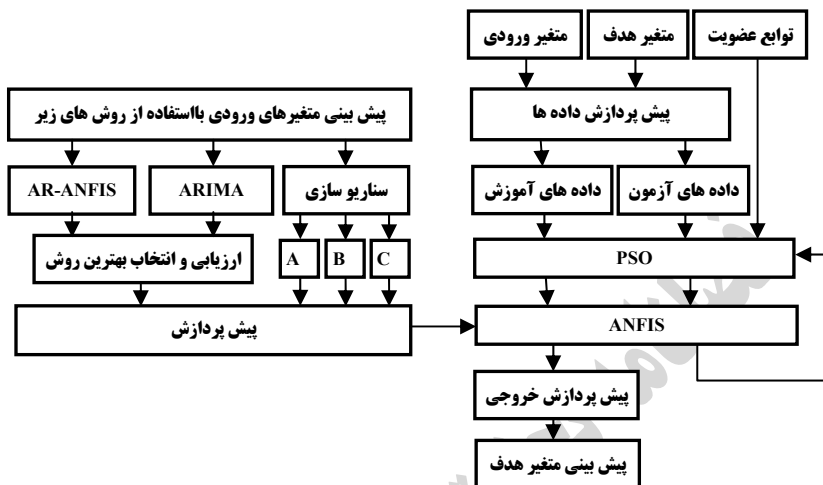 توابع عضویت
متغیر هدف
متغیر ورودی
پیش پردازش داده ها
داده های آزمون
داده های آموزش
PSO
ANFIS
پیش پردازش خروجی
پیش بینی متغیر هدف
پیش بینی متغیرهای ورودی بااستفاده از روش های زیر
سناریو سازی
ARIMA
AR-ANFIS
A
B
C
ارزیابی و انتخاب بهترین روش
پیش پردازش